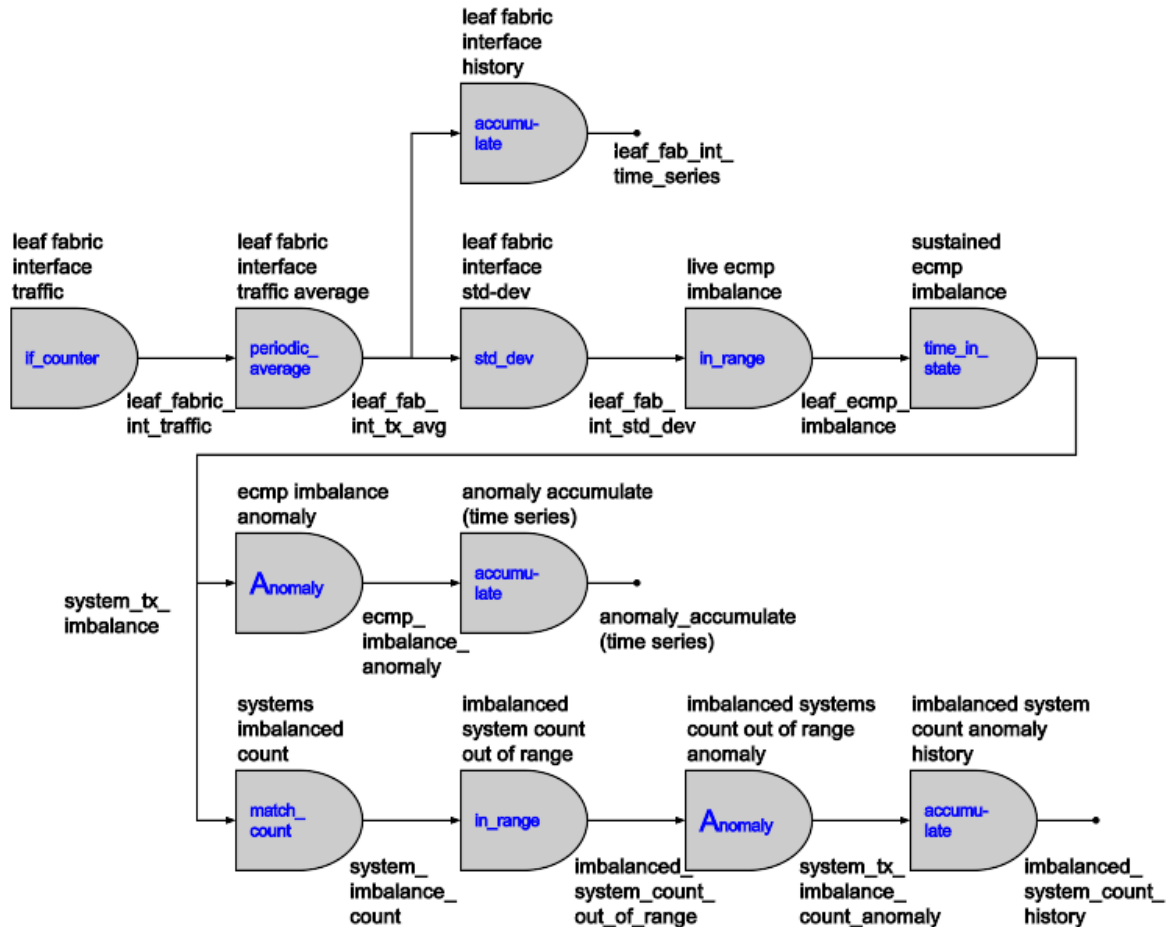 leaf fabric
interface
history
accumu-
late
leaf_fab_int_
time_series
leaf fabric
interface
traffic
leaf fabric
interface
traffic average
leaf fabric
interface
std-dev
live ecmp
imbalance
sustained
ecmp
imbalance
if_counter
periodic_
average
std_dev
in_range
time_in_
state
leaf_fabric_
int_traffic
leaf_fab_
int_tx_avg
leaf_fab_
int_std_dev
leaf_ecmp_
imbalance
ecmp imbalance
anomaly
anomaly accumulate
(time series)
Anomaly
accumu-
late
system_tx_
imbalance
ecmp_
imbalance_
anomaly
anomaly_accumulate
(time series)
systems
imbalanced
count
imbalanced
system count
out of range
imbalanced systems
count out of range
anomaly
imbalanced system
count anomaly
history
match_
count
in_range
Anomaly
accumu-
late
system_
imbalance_
count
imbalanced_
system_count_
out_of_range
system_tx_
imbalance_
count_anomaly
imbalanced_
system_count_
history